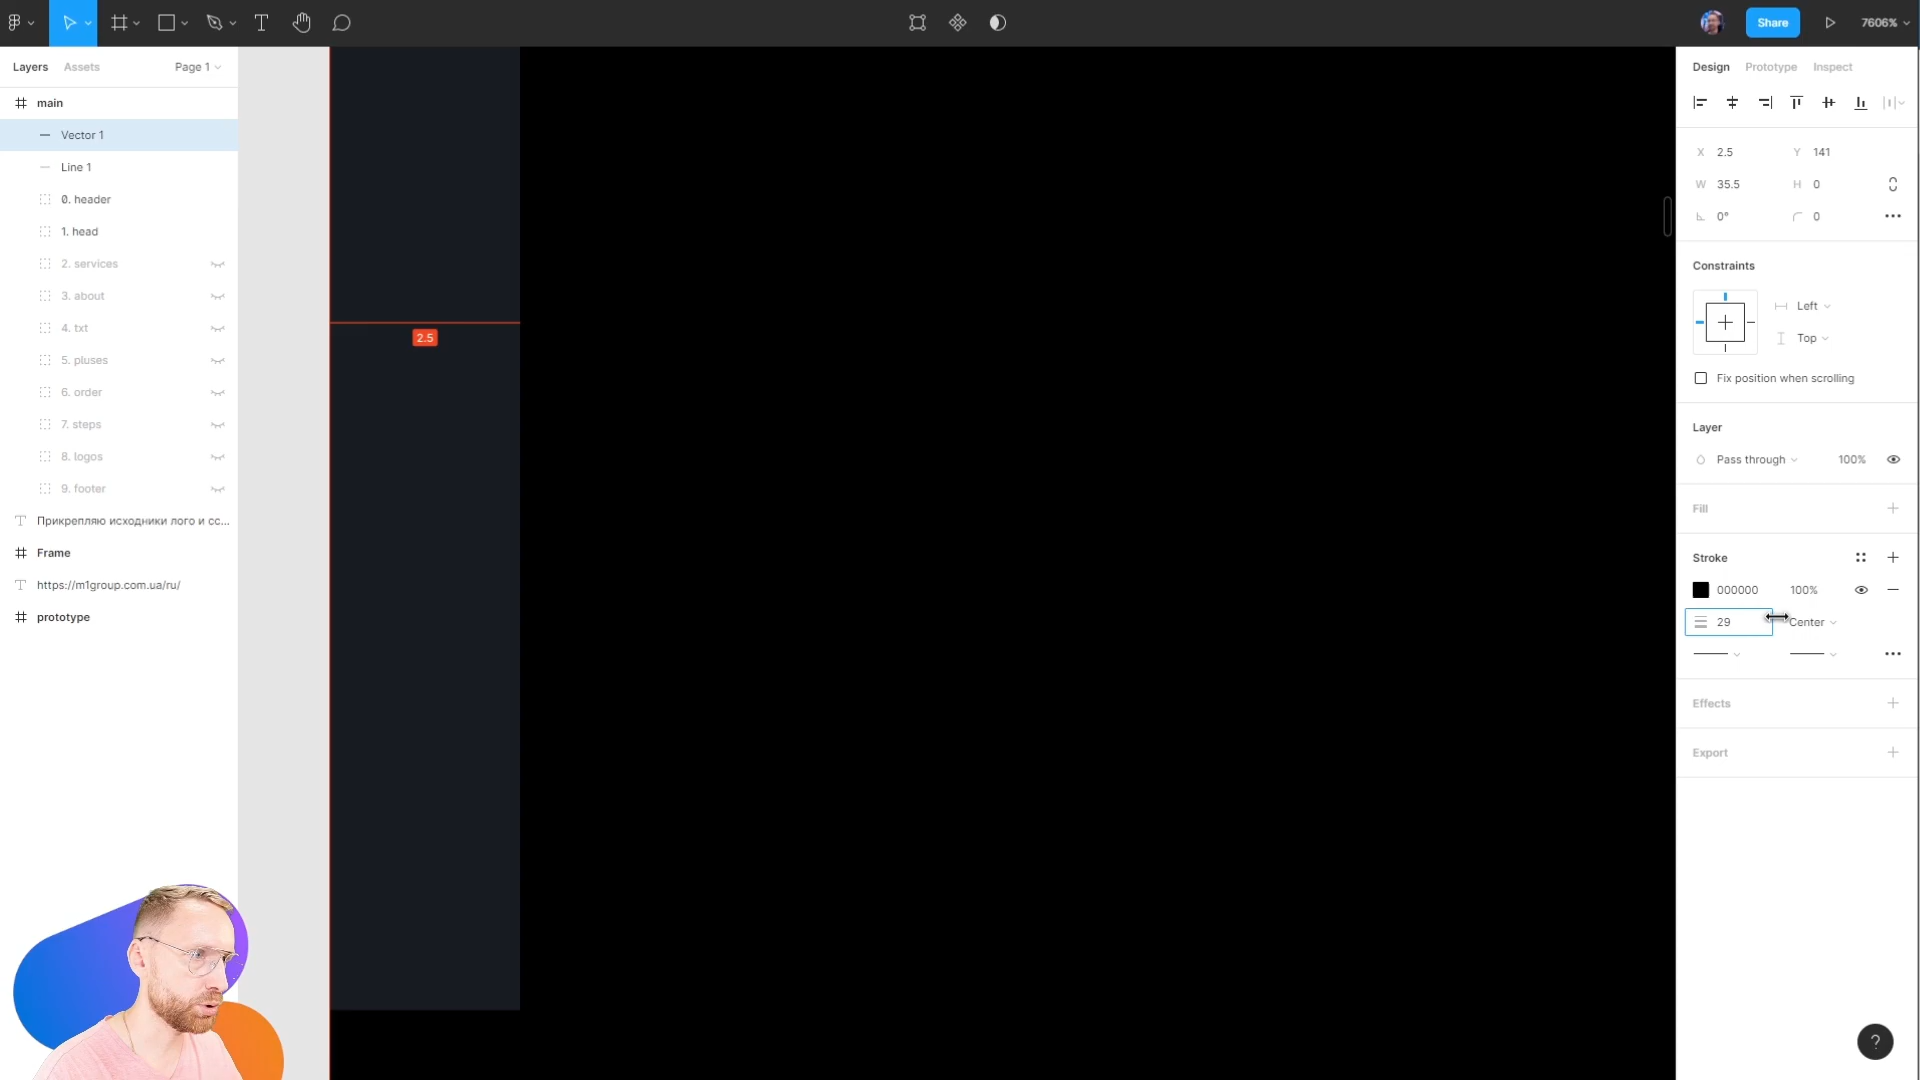 Share
7606%
Layers
Assets
Page 1
Design
Prototype
Inspect
main
Vector 1
Line 1
0. header
1. head
2. services
3. about
4. txt
5. pluses
6. order
7. steps
8. logos
9. footer
Прикрепляю исходники лого и сс...
Frame
https://m1group.com.ua/ru/
prototype
2.5
X 2.5
Y 141
W 35.5
H 0
0°
0
Constraints
Left
Top
Fix position when scrolling
Layer
Pass through
100%
Fill
Stroke
000000
100%
29
Center
Effects
Export
?